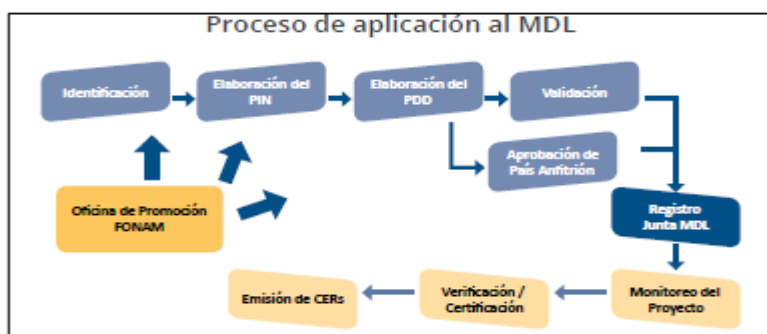 Proceso de aplicación al MDL
Identificación
Elaboración del
PIN
Elaboración del
PDD
Validación
Aprobación de
País Anfitrión
Oficina de Promoción
FONAM
Registro
Junta MDL
Emisión de CERs
Verificación /
Certificación
Monitoreo del
Proyecto